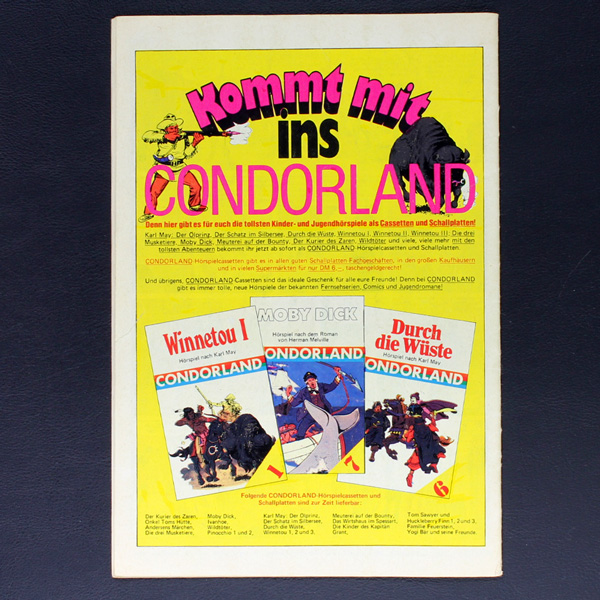 Kommt mit
ins
CONDORLAND
Denn hier gibt es für euch die tollsten Kinder- und Jugendhörspiele als Cassetten und Schallplatten!
Karl May: Der Ölprinz, Der Schatz im Silbersee, Durch die Wüste, Winnetou I, Winnetou II, Winnetou III; Die drei
Musketiere, Moby Dick, Meuterei auf der Bounty, Der Kurier des Zaren, Wildtöter und viele, viele mehr mit den
tollsten Abenteuern bekommt ihr jetzt ab sofort als CONDORLAND-Hörspielcassetten und Schallplatten.
CONDORLAND-Hörspielcassetten gibt es in allen guten Schallplatten Fachgeschäften, in den großen Kaufhäusern
und in vielen Supermärkten für nur DM 6,–, taschengeldgerecht!
Und übrigens, CONDORLAND-Cassetten sind das ideale Geschenk für alle eure Freunde! Denn bei CONDORLAND
gibt es immer tolle, neue Hörspiele der bekannten Fernsehserien, Comics und Jugendromane!
Winnetou I
Hörspiel nach Karl May
CONDORLAND
1
MOBY DICK
Hörspiel nach dem Roman
von Herman Melville
ONDORLAND
7
Durch
die Wüste
Hörspiel nach Karl May
ONDORLAND
6
Folgende CONDORLAND-Hörspielcassetten und
Schallplatten sind zur Zeit lieferbar:
Der Kurier des Zaren,
Onkel Toms Hütte,
Andersens Märchen,
Die drei Musketiere,
Moby Dick,
Ivanhoe,
Wildtöter,
Pinocchio 1 und 2,
Karl May: Der Ölprinz,
Der Schatz im Silbersee,
Durch die Wüste,
Winnetou 1, 2 und 3,
Meuterei auf der Bounty,
Das Wirtshaus im Spessart,
Die Kinder des Kapitän
Grant,
Tom Sawyer und
Huckleberry Finn 1, 2 und 3,
Familie Feuerstein,
Yogi Bär und seine Freunde